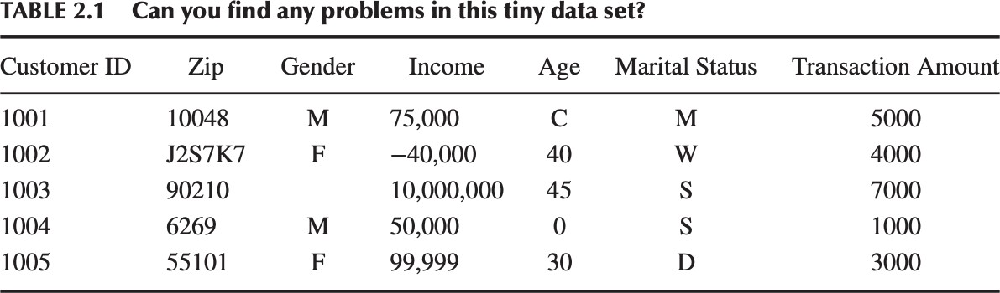 TABLE 2.1 Can you find any problems in this tiny data set?
Customer ID Zip Gender Income Age Marital Status Transaction Amount
1001 10048 M 75,000 C M 5000
1002 J2S7K7 F −40,000 40 W 4000
1003 90210 10,000,000 45 S 7000
1004 6269 M 50,000 0 S 1000
1005 55101 F 99,999 30 D 3000